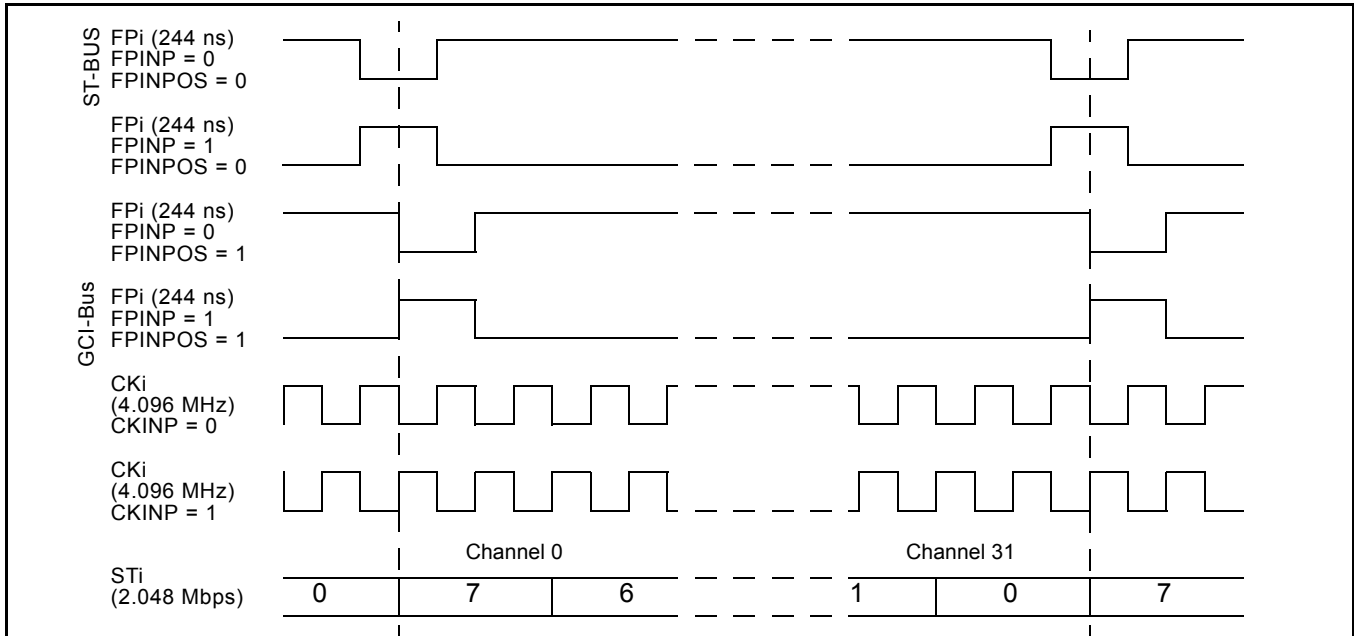 ST-BUS
FPi (244 ns)
FPINP = 0
FPINPOS = 0
FPi (244 ns)
FPINP = 1
FPINPOS = 0
FPi (244 ns)
FPINP = 0
FPINPOS = 1
GCI-Bus
FPi (244 ns)
FPINP = 1
FPINPOS = 1
CKi
(4.096 MHz)
CKINP = 0
CKi
(4.096 MHz)
CKINP = 1
Channel 0 Channel 31
STi
(2.048 Mbps) 0 7 6 1 0 7